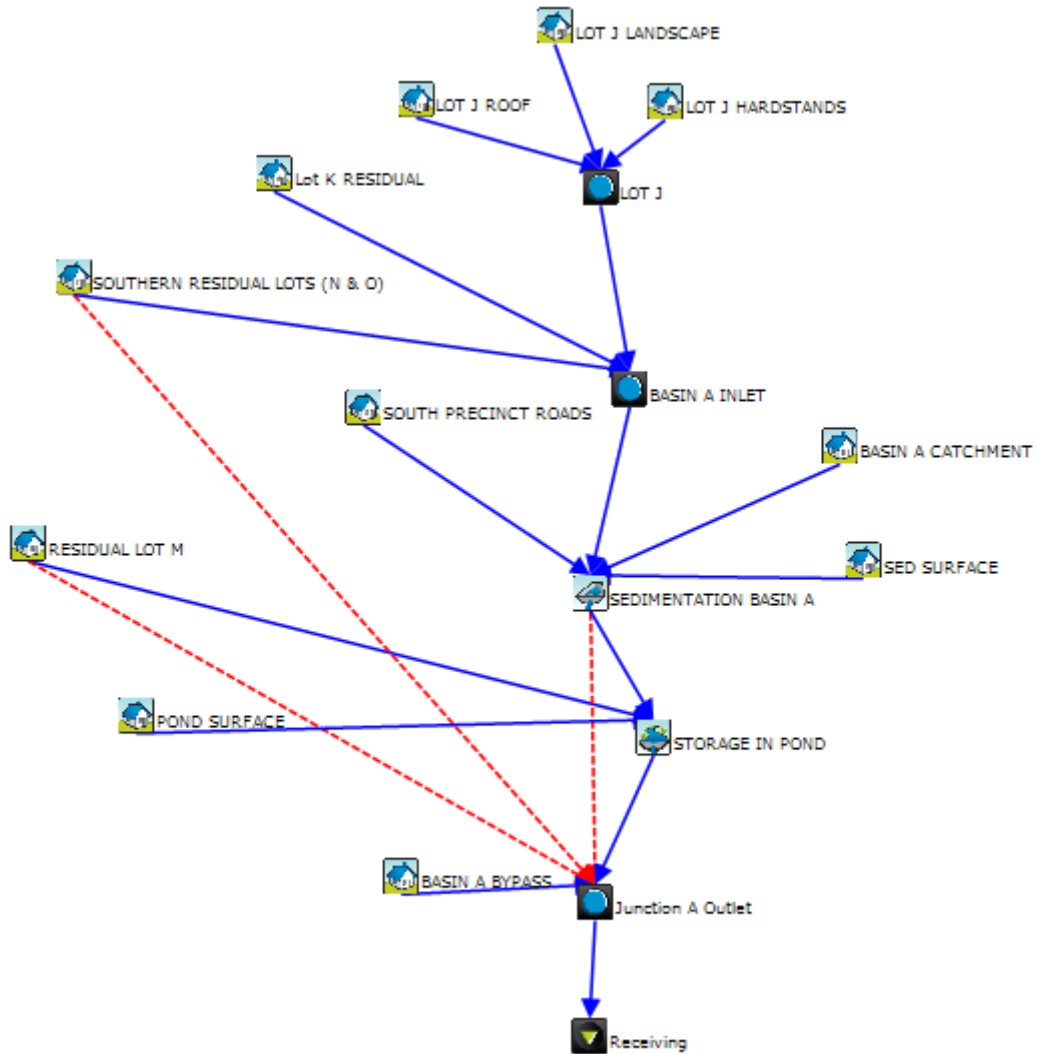 LOT J LANDSCAPE
LOT J ROOF
LOT J HARDSTANDS
Lot K RESIDUAL
LOT J
SOUTHERN RESIDUAL LOTS (N & O)
BASIN A INLET
SOUTH PRECINCT ROADS
BASIN A CATCHMENT
RESIDUAL LOT M
SED SURFACE
SEDIMENTATION BASIN A
POND SURFACE
STORAGE IN POND
BASIN A BYPASS
Junction A Outlet
Receiving